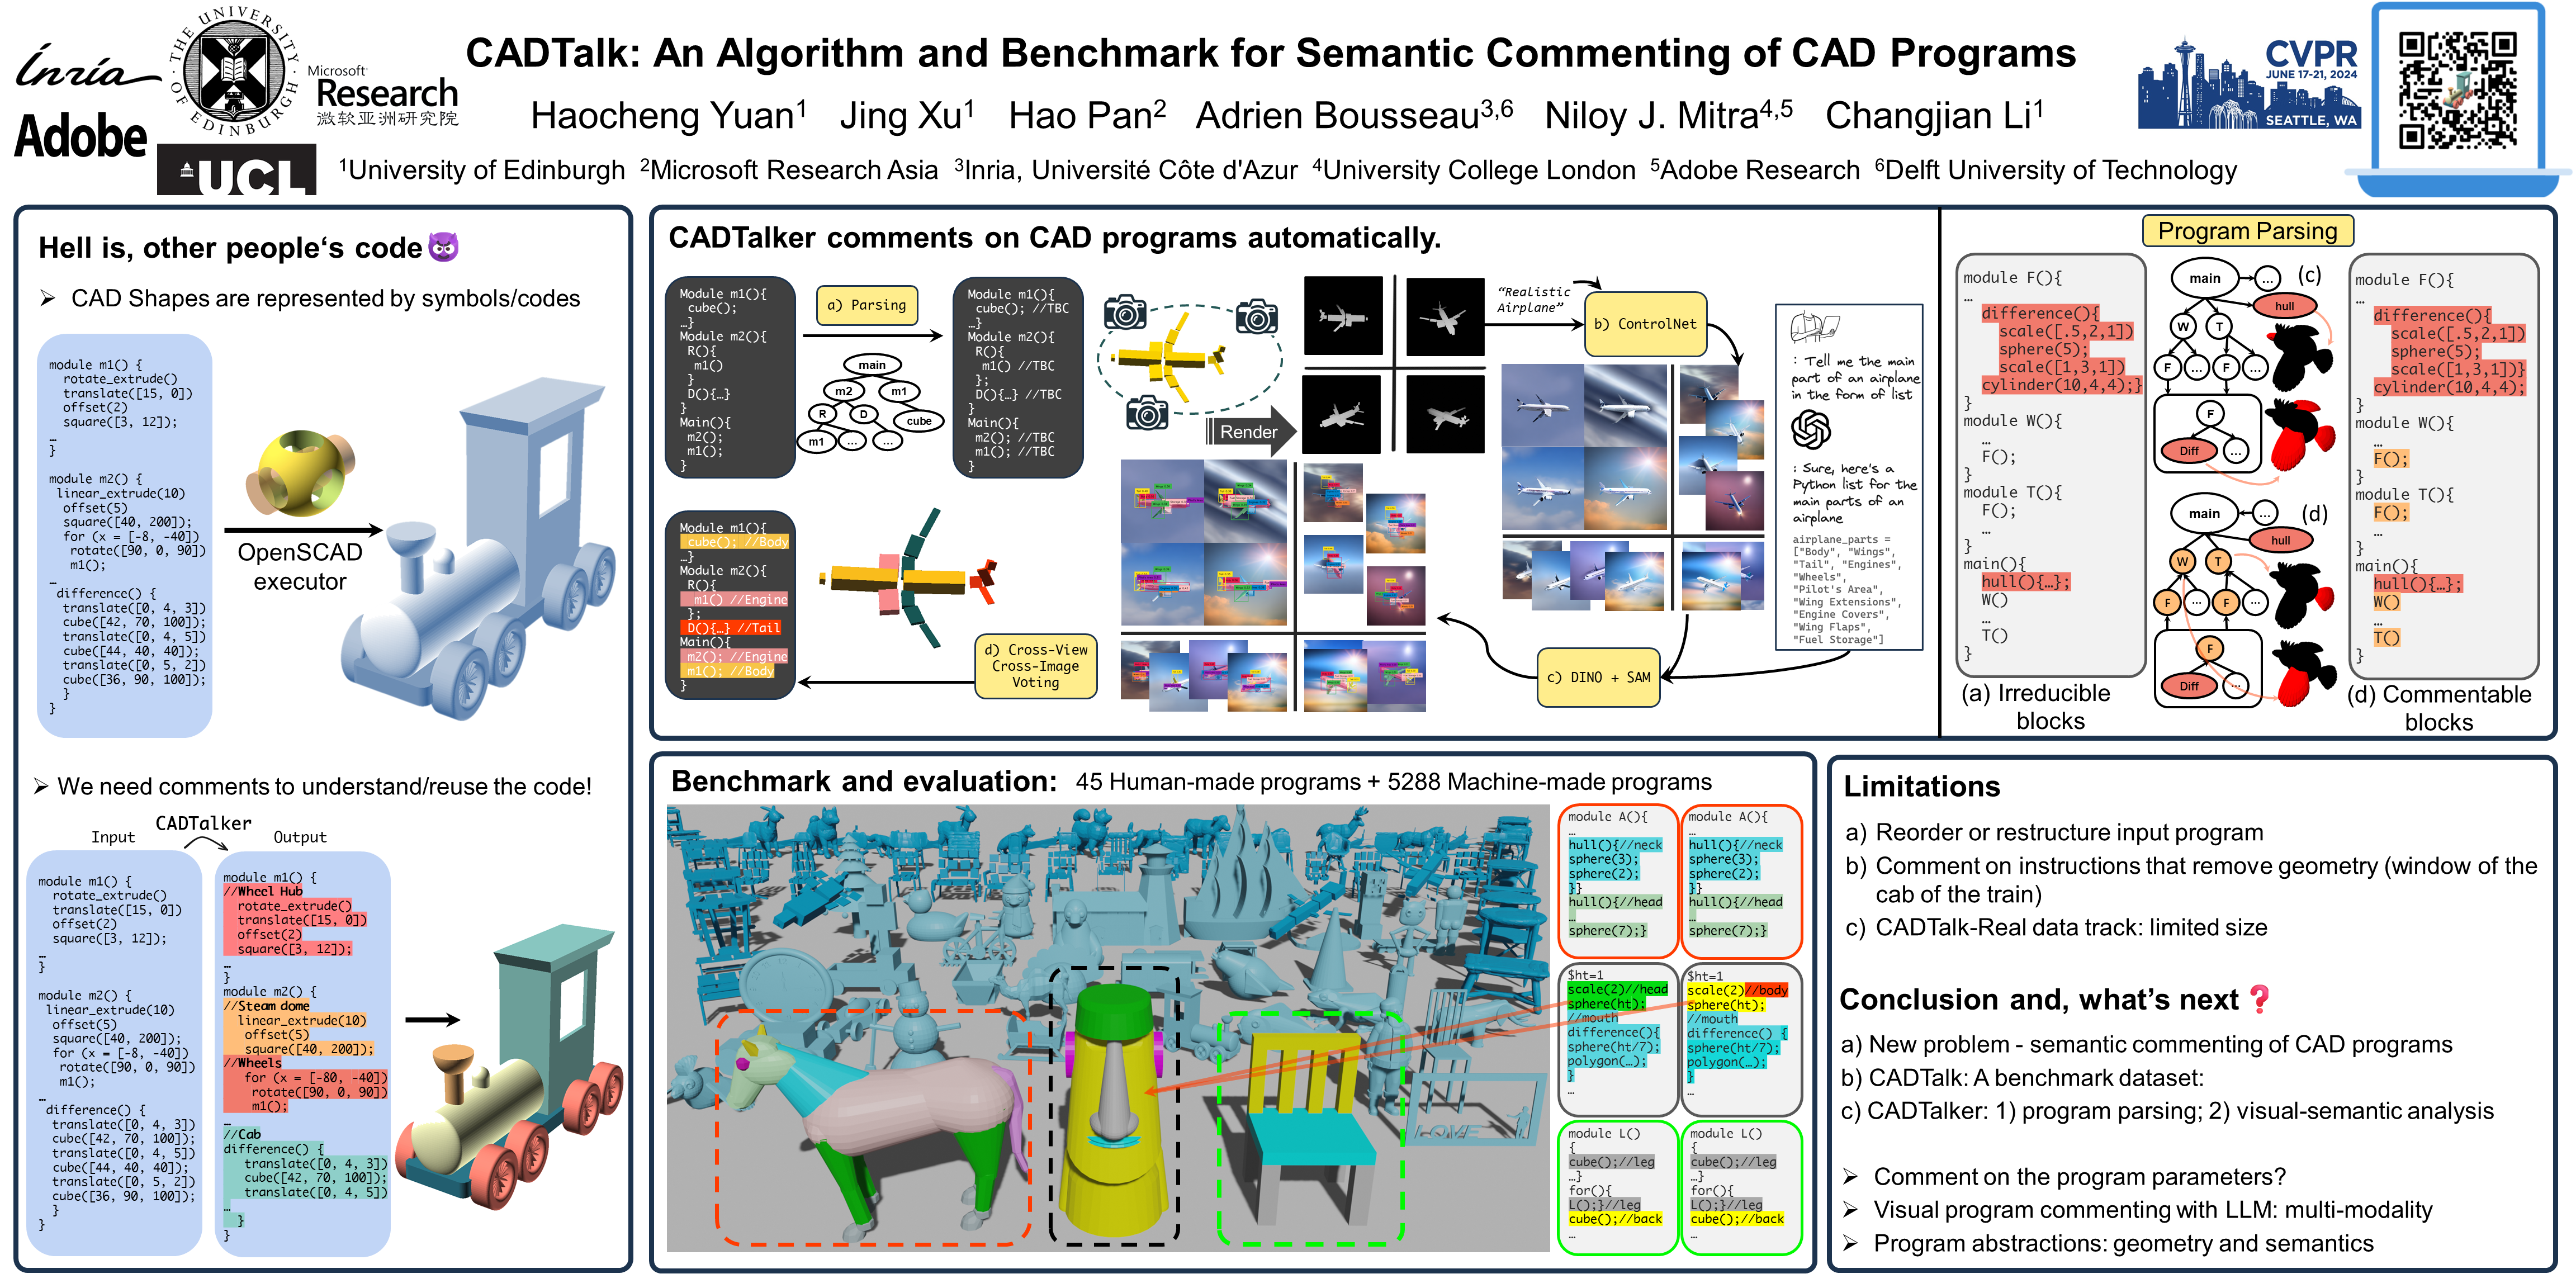 CADTalk: An Algorithm and Benchmark for Semantic Commenting of CAD Programs
Haocheng Yuan1 Jing Xu1 Hao Pan2 Adrien Bousseau3,6 Niloy J. Mitra4,5 Changjian Li1
1University of Edinburgh 2Microsoft Research Asia 3Inria, Université Côte d'Azur 4University College London 5Adobe Research 6Delft University of Technology
Inria
THE UNIVERSITY OF EDINBURGH
Microsoft
Research
微软亚洲研究院
Adobe
UCL
CVPR
JUNE 17-21, 2024
SEATTLE, WA
Hell is, other people‘s code
CAD Shapes are represented by symbols/codes
module m1() {
rotate_extrude()
translate([15, 0])
offset(2)
square([3, 12]);
…
}
module m2() {
linear_extrude(10)
offset(5)
square([40, 200]);
for (x = [-8, -40])
rotate([90, 0, 90])
m1();
…
difference() {
translate([0, 4, 3])
cube([42, 70, 100]);
translate([0, 4, 5])
cube([44, 40, 40]);
translate([0, 5, 2])
cube([36, 90, 100]);
}
}
OpenSCAD
executor
We need comments to understand/reuse the code!
CADTalker
Input
Output
module m1() {
rotate_extrude()
translate([15, 0])
offset(2)
square([3, 12]);
…
}
module m2() {
linear_extrude(10)
offset(5)
square([40, 200]);
for (x = [-8, -40])
rotate([90, 0, 90])
m1();
…
difference() {
translate([0, 4, 3])
cube([42, 70, 100]);
translate([0, 4, 5])
cube([44, 40, 40]);
translate([0, 5, 2])
cube([36, 90, 100]);
}
}
module m1() {
//Wheel Hub
rotate_extrude()
translate([15, 0])
offset(2)
square([3, 12]);
…
}
module m2() {
//Steam dome
linear_extrude(10)
offset(5)
square([40, 200]);
//Wheels
for (x = [-80, -40])
rotate([90, 0, 90])
m1();
…
//Cab
difference() {
translate([0, 4, 3])
cube([42, 70, 100]);
translate([0, 4, 5])
…
}
}
CADTalker comments on CAD programs automatically.
Module m1(){
cube();
…}
Module m2(){
R(){
m1()
}
D(){…}
}
Main(){
m2();
m1();
}
a) Parsing
main
m2
m1
R
D
cube
m1
...
...
Module m1(){
cube(); //TBC
…}
Module m2(){
R(){
m1() //TBC
};
D(){…} //TBC
}
Main(){
m2(); //TBC
m1(); //TBC
}
Render
“Realistic
Airplane”
b) ControlNet
: Tell me the main
part of an airplane
in the form of list
: Sure, here's a
Python list for the
main parts of an
airplane
airplane_parts =
["Body", "Wings",
"Tail", "Engines",
"Wheels",
"Pilot's Area",
"Wing Extensions",
"Engine Covers",
"Wing Flaps",
"Fuel Storage"]
c) DINO + SAM
d) Cross-View
Cross-Image
Voting
Module m1(){
cube(); //Body
…}
Module m2(){
R(){
m1() //Engine
};
D(){…} //Tail
Main(){
m2(); //Engine
m1(); //Body
}
Program Parsing
module F(){
…
difference(){
scale([.5,2,1])
sphere(5);
scale([1,3,1])
cylinder(10,4,4);}
}
module W(){
…
F();
}
module T(){
F();
…
}
main(){
hull(){…};
W()
…
T()
}
(a) Irreducible
blocks
(c)
main
...
hull
W
T
F
...
F
...
F
Diff
...
(d)
main
...
hull
W
T
F
...
F
...
F
Diff
...
module F(){
…
difference(){
scale([.5,2,1])
sphere(5);
scale([1,3,1])}
cylinder(10,4,4);
}
module W(){
…
F();
}
module T(){
F();
…
}
main(){
hull(){…};
W()
…
T()
}
(d) Commentable
blocks
Benchmark and evaluation: 45 Human-made programs + 5288 Machine-made programs
LOVE
module A(){
…
hull(){//neck
sphere(3);
sphere(2);
}}
hull(){//head
…
sphere(7);}
module A(){
…
hull(){//neck
sphere(3);
sphere(2);
}}
hull(){//head
…
sphere(7);}
$ht=1
scale(2)//head
sphere(ht);
//mouth
difference(){
sphere(ht/7);
polygon(…);
}
…
$ht=1
scale(2)//body
sphere(ht);
//mouth
difference() {
sphere(ht/7);
polygon(…);
}
…
module L()
{
cube();//leg
…}
for(){
L();}//leg
cube();//back
…
module L()
{
cube();//leg
…}
for(){
L();}//leg
cube();//back
…
Limitations
a) Reorder or restructure input program
b) Comment on instructions that remove geometry (window of the
cab of the train)
c) CADTalk-Real data track: limited size
Conclusion and, what’s next ❓
a) New problem - semantic commenting of CAD programs
b) CADTalk: A benchmark dataset:
c) CADTalker: 1) program parsing; 2) visual-semantic analysis
Comment on the program parameters?
Visual program commenting with LLM: multi-modality
Program abstractions: geometry and semantics